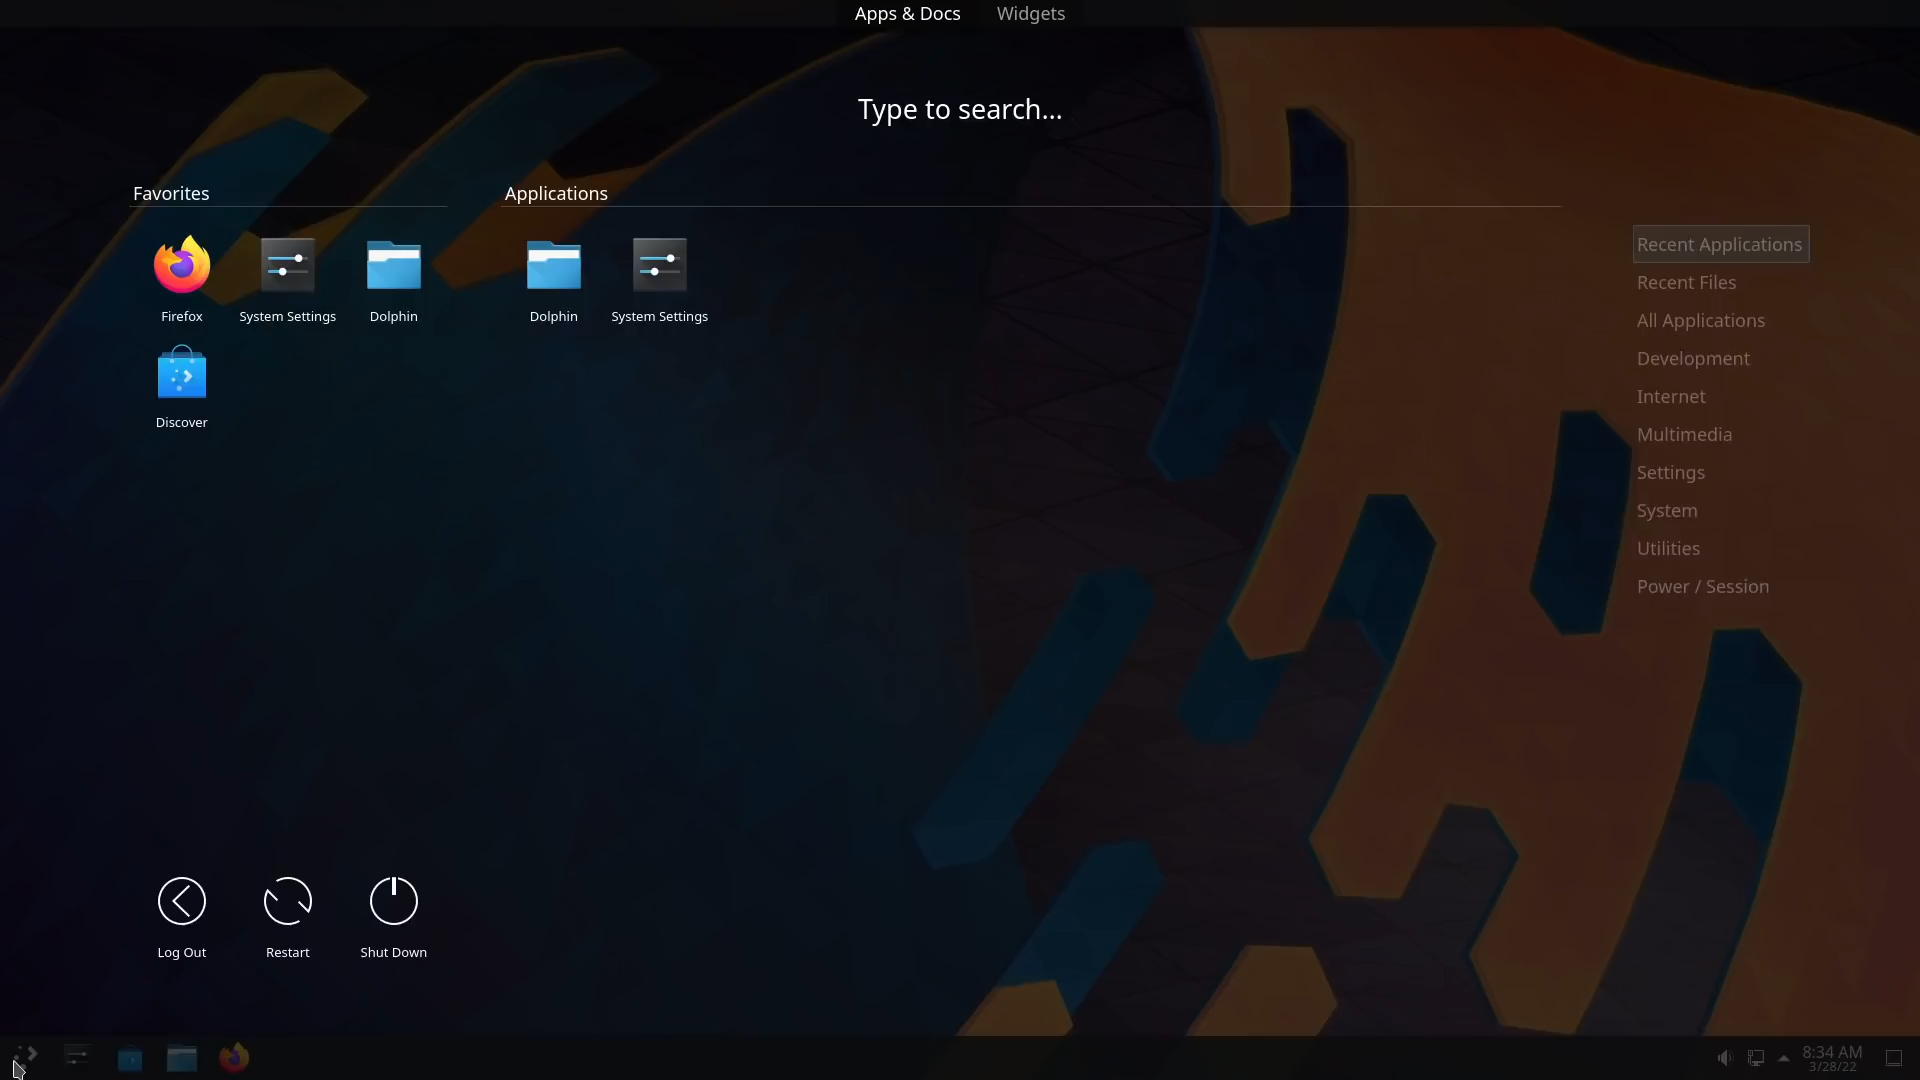 Apps & Docs
Widgets
Type to search...
Favorites
Applications
Firefox
System Settings
Dolphin
Discover
Dolphin
System Settings
Recent Applications
Recent Files
All Applications
Development
Internet
Multimedia
Settings
System
Utilities
Power / Session
Log Out
Restart
Shut Down
8:34 AM
3/28/22